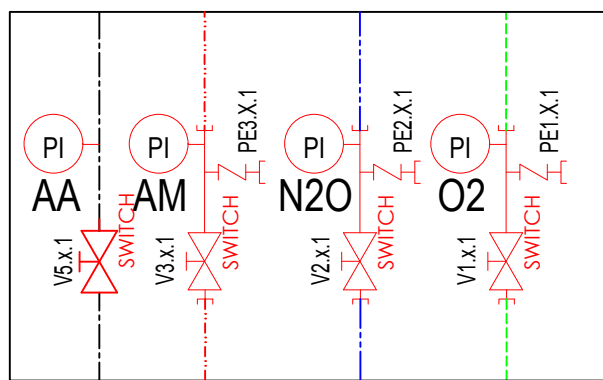 PI
AA
V5.x.1
SWITCH
PI
AM
PE3.X.1
V3.x.1
SWITCH
PI
N2O
PE2.X.1
V2.x.1
SWITCH
PI
O2
PE1.X.1
V1.x.1
SWITCH